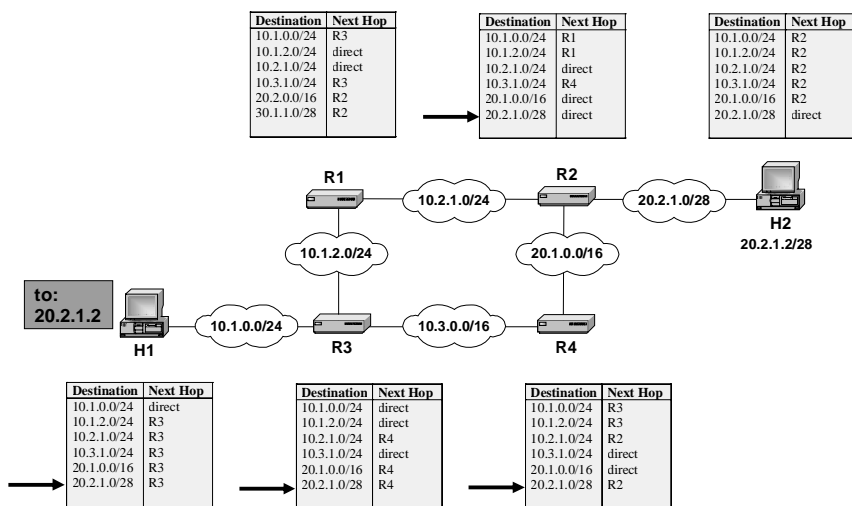 Destination Next Hop
10.1.0.0/24 R3
10.1.2.0/24 direct
10.2.1.0/24 direct
10.3.1.0/24 R3
20.2.0.0/16 R2
30.1.1.0/28 R2
Destination Next Hop
10.1.0.0/24 R1
10.1.2.0/24 R1
10.2.1.0/24 direct
10.3.1.0/24 R4
20.1.0.0/16 direct
20.2.1.0/28 direct
Destination Next Hop
10.1.0.0/24 R2
10.1.2.0/24 R2
10.2.1.0/24 R2
10.3.1.0/24 R2
20.1.0.0/16 R2
20.2.1.0/28 direct
R1
R2
10.2.1.0/24
20.2.1.0/28
H2
20.2.1.2/28
10.1.2.0/24
20.1.0.0/16
to:
20.2.1.2
H1
10.1.0.0/24
R3
10.3.0.0/16
R4
Destination Next Hop
10.1.0.0/24 direct
10.1.2.0/24 R3
10.2.1.0/24 R3
10.3.1.0/24 R3
20.1.0.0/16 R3
20.2.1.0/28 R3
Destination Next Hop
10.1.0.0/24 direct
10.1.2.0/24 direct
10.2.1.0/24 R4
10.3.1.0/24 direct
20.1.0.0/16 R4
20.2.1.0/28 R4
Destination Next Hop
10.1.0.0/24 R3
10.1.2.0/24 R3
10.2.1.0/24 R2
10.3.1.0/24 direct
20.1.0.0/16 direct
20.2.1.0/28 R2